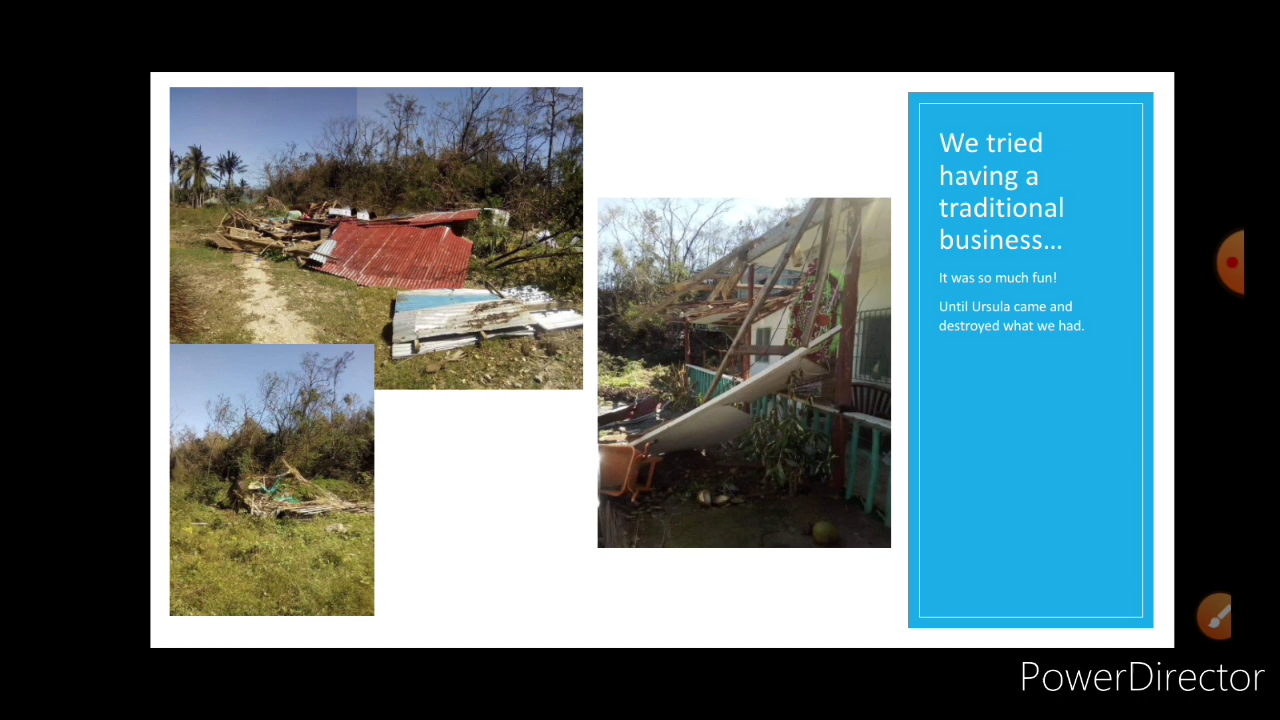 We tried
having a
traditional
business...
It was so much fun!
Until Ursula came and
destroyed what we had.
PowerDirector